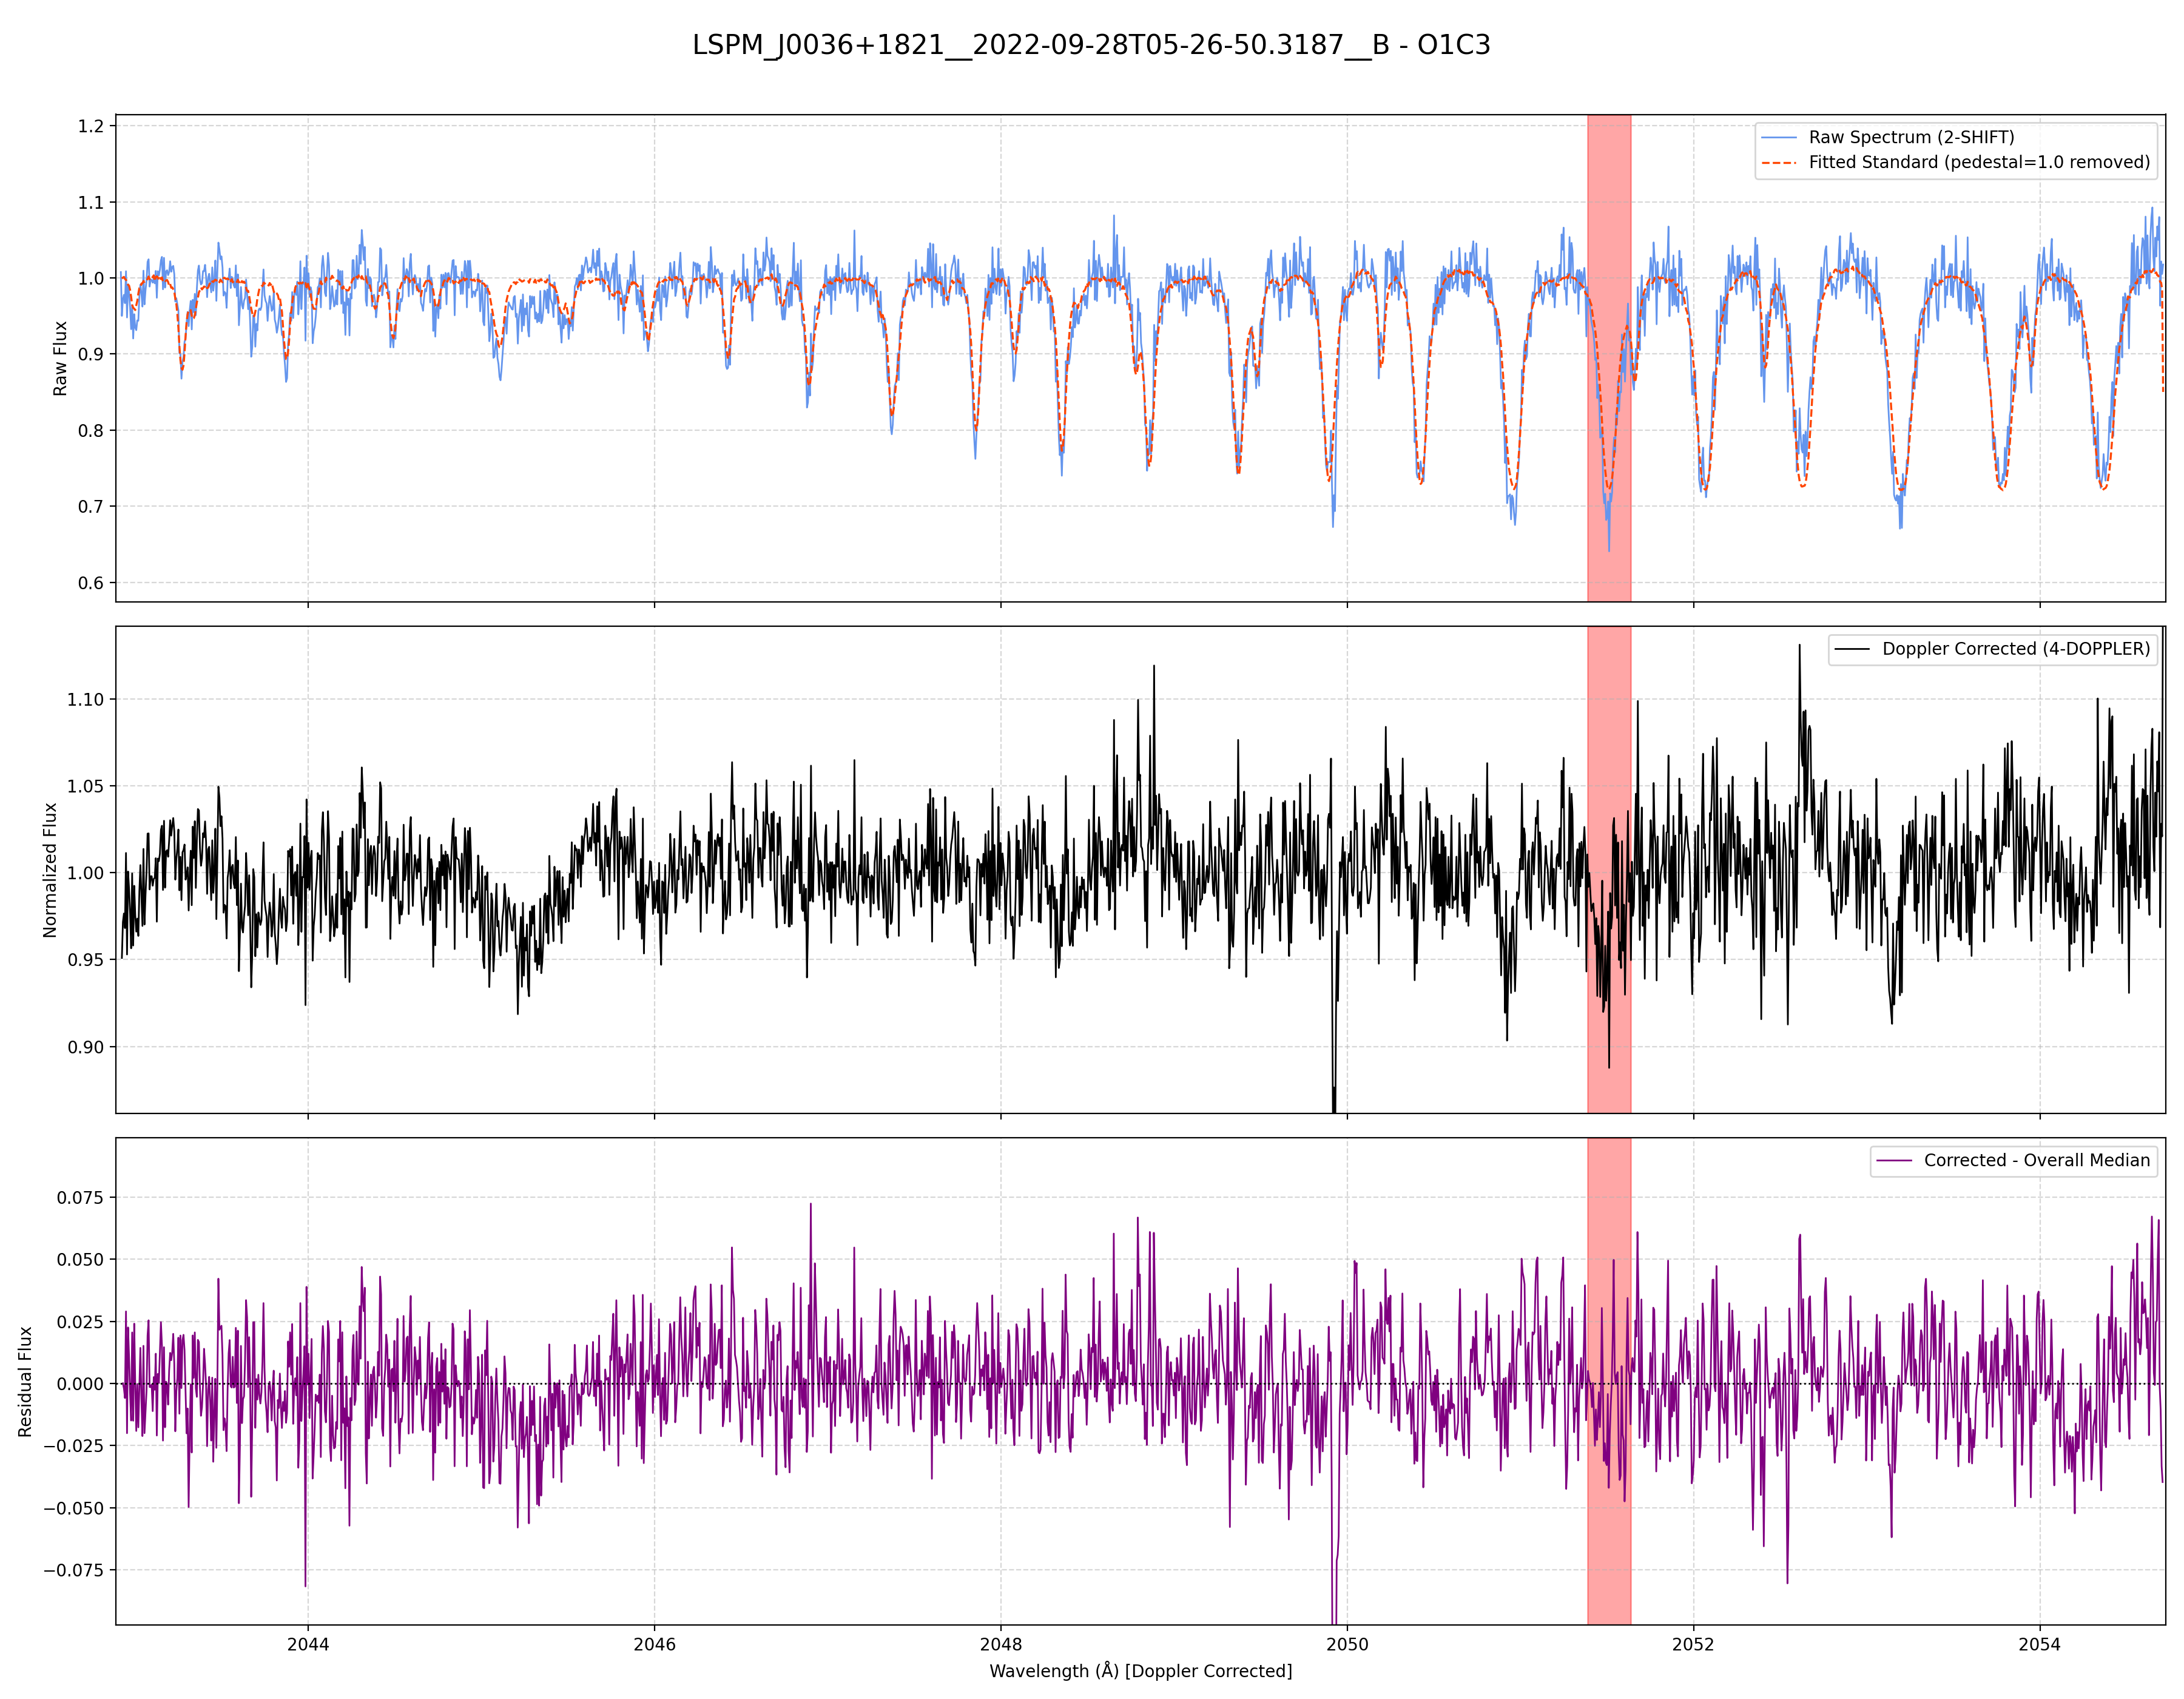 LSPM_J0036+1821__2022-09-28T05-26-50.3187__B - O1C3
1.2
1.1
1.0
0.9
0.8
0.7
0.6
Raw Flux
Raw Spectrum (2-SHIFT)
Fitted Standard (pedestal=1.0 removed)
1.10
1.05
1.00
0.95
0.90
Normalized Flux
Doppler Corrected (4-DOPPLER)
0.075
0.050
0.025
0.000
−0.025
−0.050
−0.075
Residual Flux
Corrected - Overall Median
2044 2046 2048 2050 2052 2054
Wavelength (Å) [Doppler Corrected]